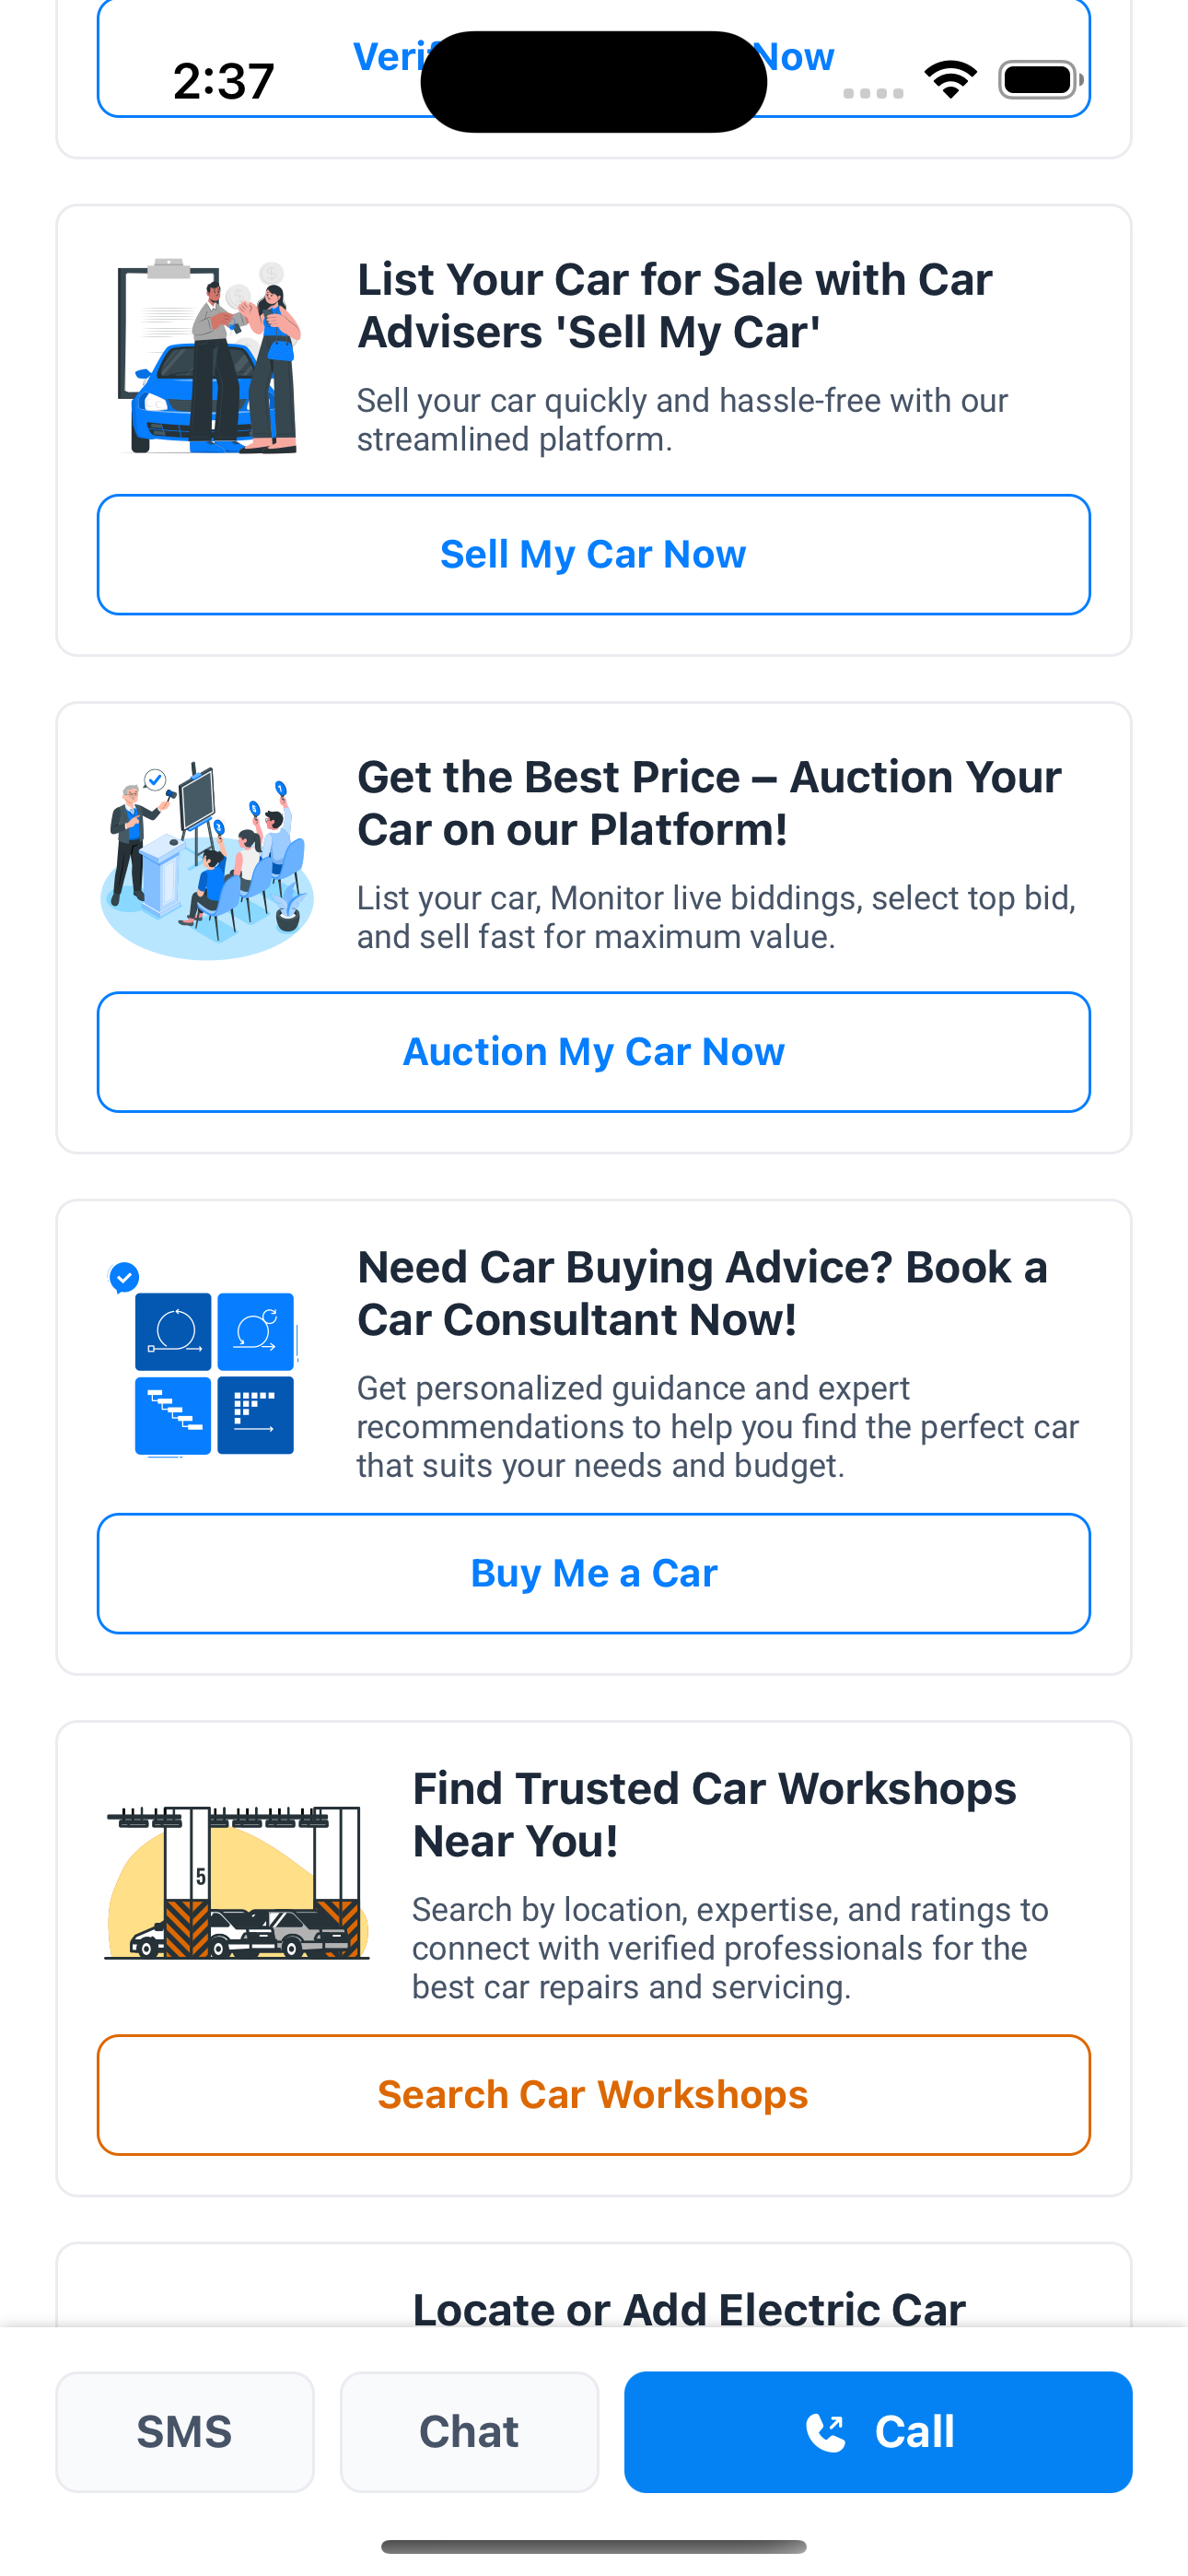 2:37
Now
List Your Car for Sale with Car
Advisers 'Sell My Car'
Sell your car quickly and hassle-free with our
streamlined platform.
Sell My Car Now
Get the Best Price – Auction Your
Car on our Platform!
List your car, Monitor live biddings, select top bid,
and sell fast for maximum value.
Auction My Car Now
Need Car Buying Advice? Book a
Car Consultant Now!
Get personalized guidance and expert
recommendations to help you find the perfect car
that suits your needs and budget.
Buy Me a Car
5
Find Trusted Car Workshops
Near You!
Search by location, expertise, and ratings to
connect with verified professionals for the
best car repairs and servicing.
Search Car Workshops
Locate or Add Electric Car
SMS
Chat
Call